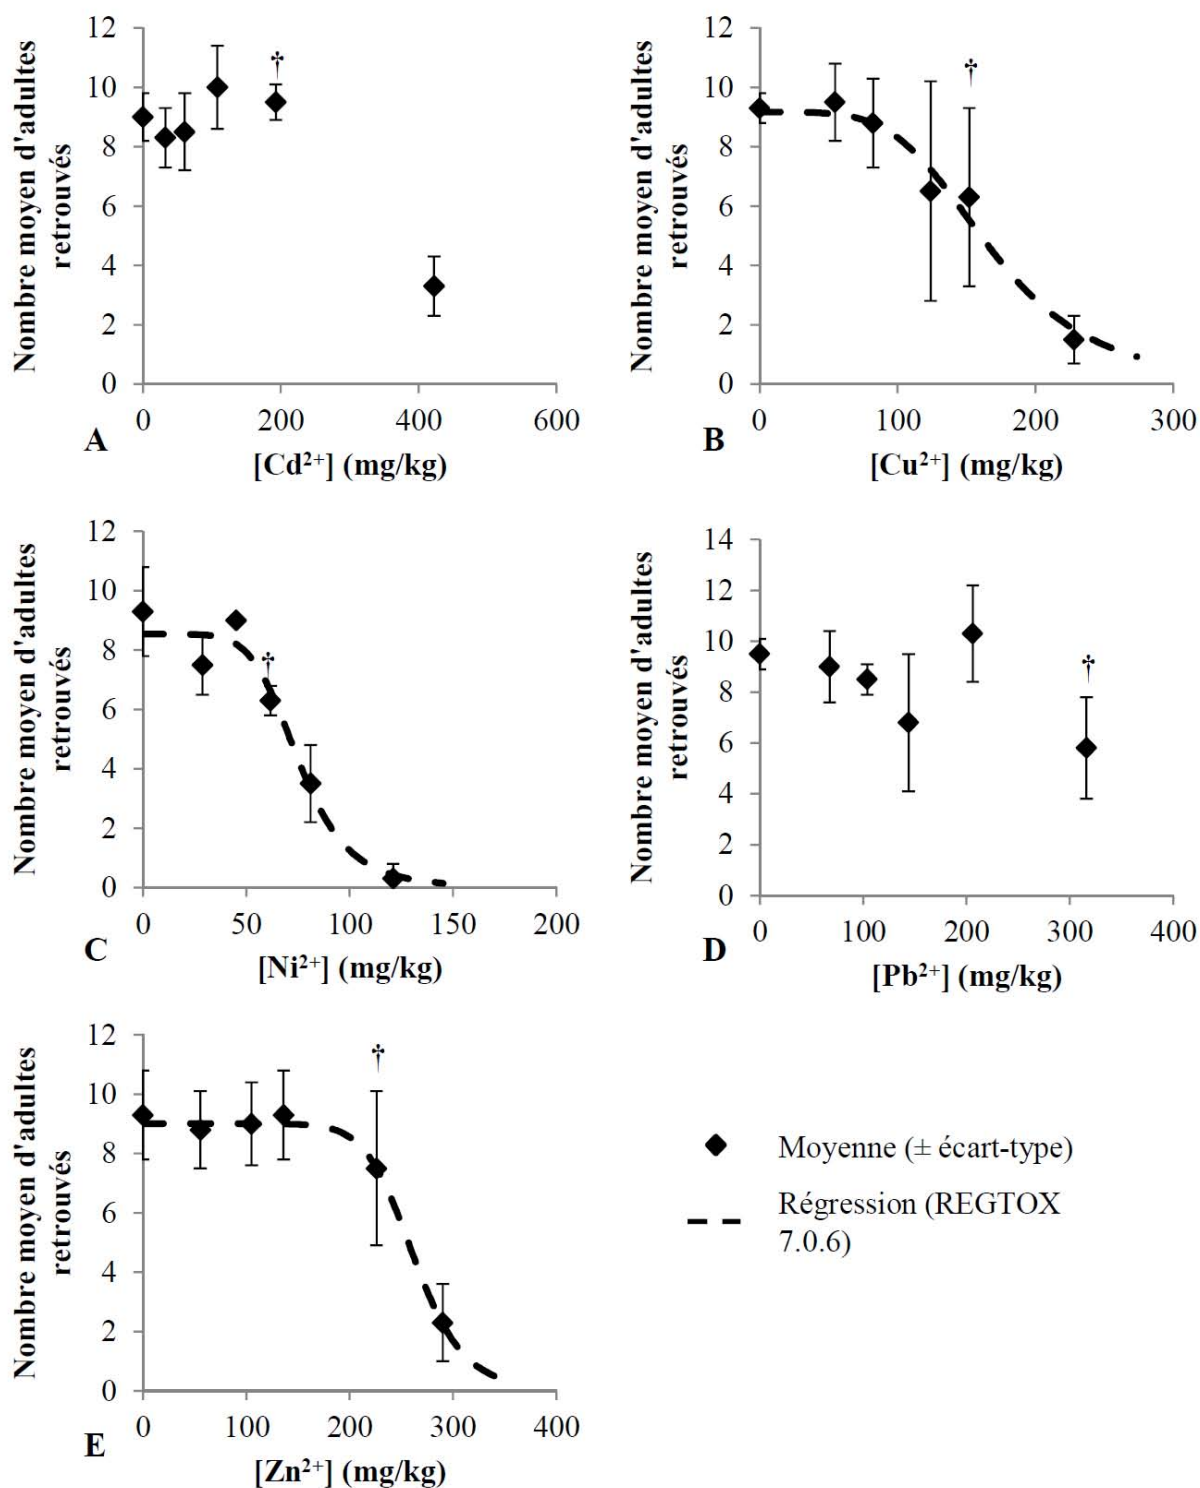 Nombre moyen d'adultes
retrouvés
12
10
8
6
4
2
0
†
0
200
400
600
A
[Cd²⁺] (mg/kg)
Nombre moyen d'adultes
retrouvés
12
10
8
6
4
2
0
†
0
100
200
300
B
[Cu²⁺] (mg/kg)
Nombre moyen d'adultes
retrouvés
12
10
8
6
4
2
0
†
0
50
100
150
200
C
[Ni²⁺] (mg/kg)
Nombre moyen d'adultes
retrouvés
14
12
10
8
6
4
2
0
†
0
100
200
300
400
D
[Pb²⁺] (mg/kg)
Nombre moyen d'adultes
retrouvés
12
10
8
6
4
2
0
†
0
100
200
300
400
E
[Zn²⁺] (mg/kg)
Moyenne (± écart-type)
Régression (REGTOX
7.0.6)